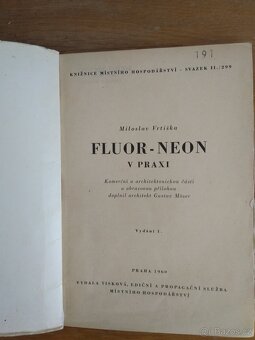 191
KNIŽNICE MÍSTNÍHO HOSPODÁŘSTVÍ - SVAZEK II./299
Miloslav Vrtiška
FLUOR-NEON
V PRAXI
Komerční a architektonickou částí
a obrazovou přílohou
doplnil architekt Gustav Möser
Vydání I.
PRAHA 1960
VYDALA TISKOVÁ, EDIČNÍ A PROPAGAČNÍ SLUŽBA
MÍSTNÍHO HOSPODÁŘSTVÍ